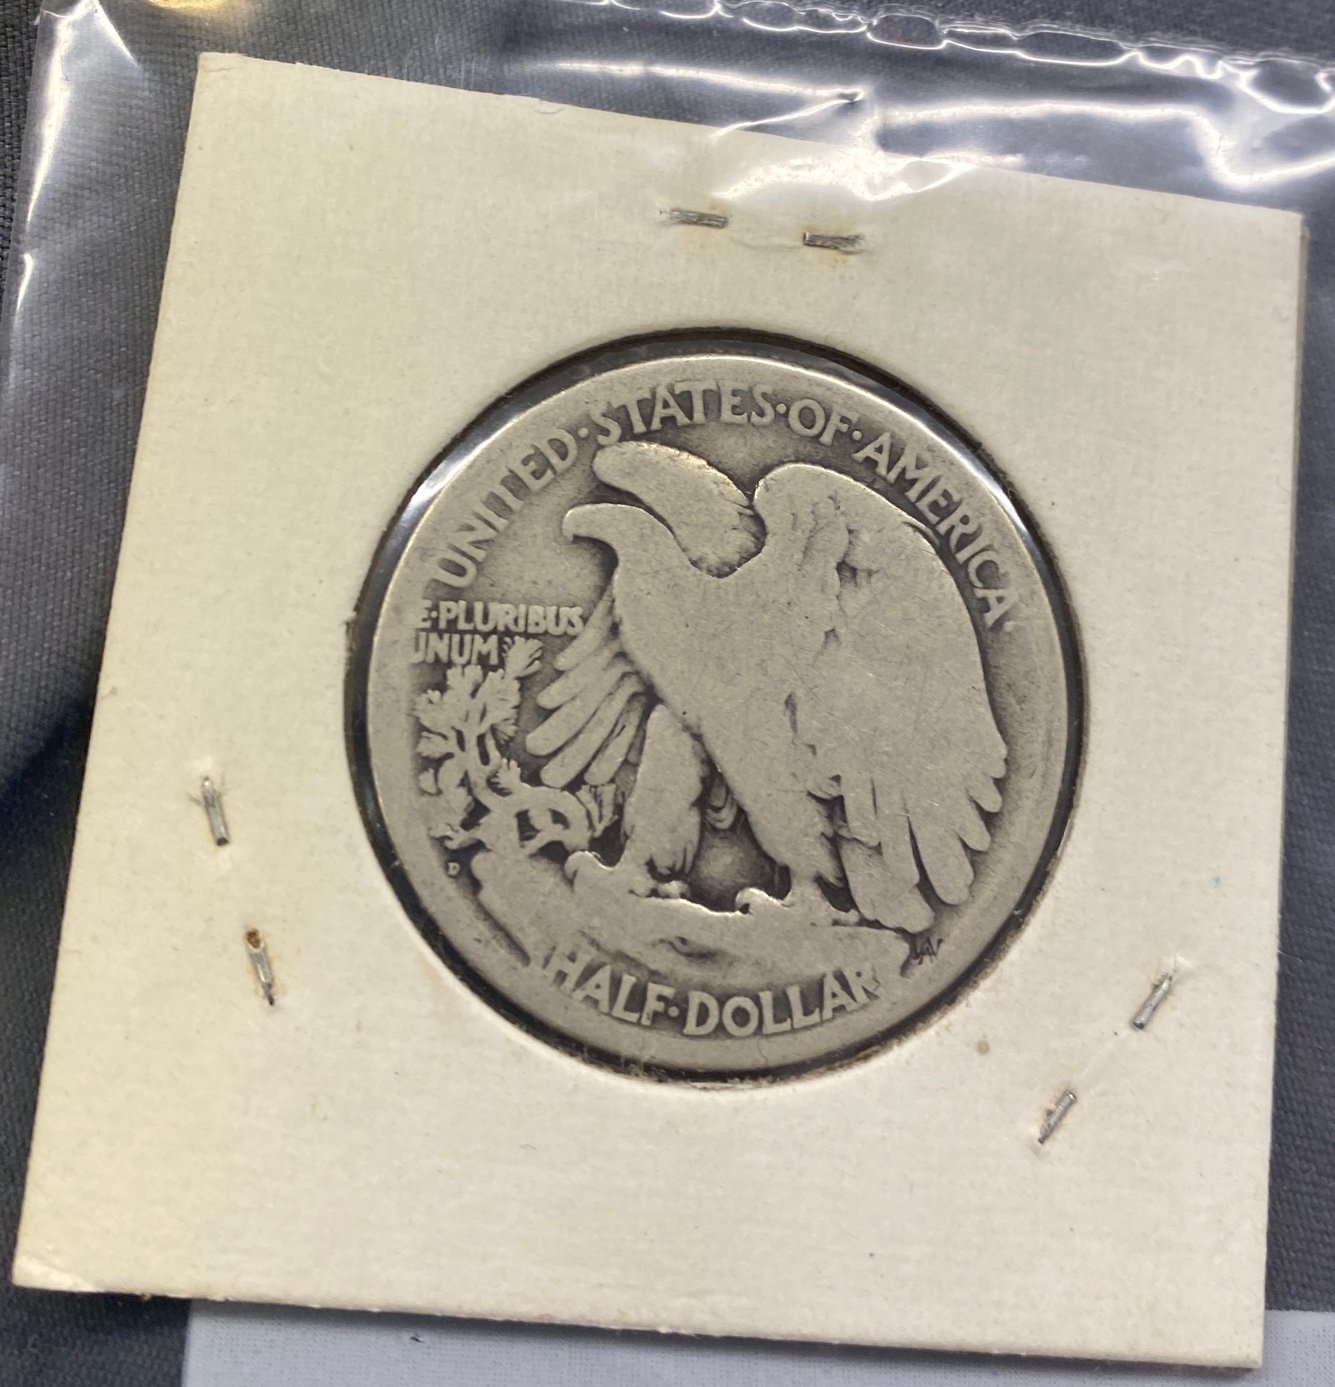 UNITED·STATES·OF·AMERICA
E·PLURIBUS
UNUM
D
HALF·DOLLAR
AW